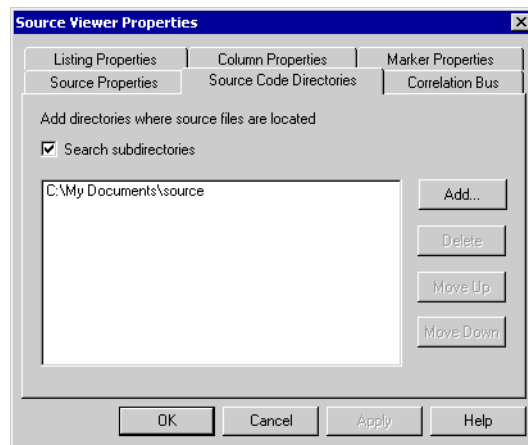 Source Viewer Properties
Listing Properties Column Properties Marker Properties
Source Properties Source Code Directories Correlation Bus
Add directories where source files are located
Search subdirectories
C:\My Documents\source
Add...
Delete
Move Up
Move Down
OK Cancel Apply Help